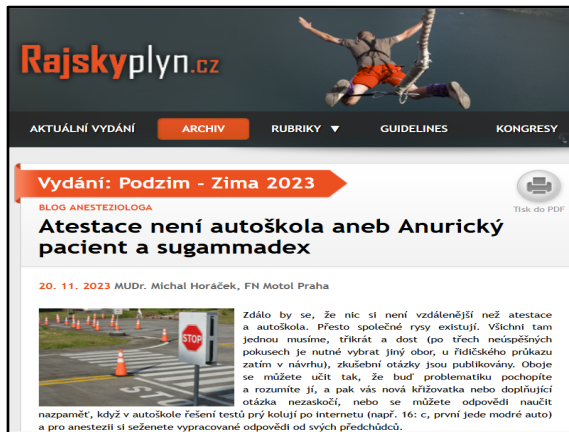 Rajskyplyn.cz
AKTUÁLNÍ VYDÁNÍ ARCHIV RUBRIKY ▼ GUIDELINES KONGRESY
Vydání: Podzim - Zima 2023
Tisk do PDF
BLOG ANESTEZIOLOGA
Atestace není autoškola aneb Anurický
pacient a sugammadex
20. 11. 2023 MUDr. Michal Horáček, FN Motol Praha
STOP
STOP
Zdálo by se, že nic si není vzdálenější než atestace
a autoškola. Přesto společné rysy existují. Všichni tam
jednou musíme, třikrát a dost (po třech neúspěšných
pokusech je nutné vybrat jiný obor, u řidičského průkazu
zatím v návrhu), zkušební otázky jsou publikovány. Oboje
se můžete učit tak, že buď problematiku pochopíte
a rozumíte jí, a pak vás nová křižovatka nebo doplňující
otázka nezaskočí, nebo se můžete odpovědi naučit
nazpaměť, když v autoškole řešení testů prý kolují po internetu (např. 16: c, první jede modré auto)
a pro anestezii si seženete vypracované odpovědi od svých předchůdců.